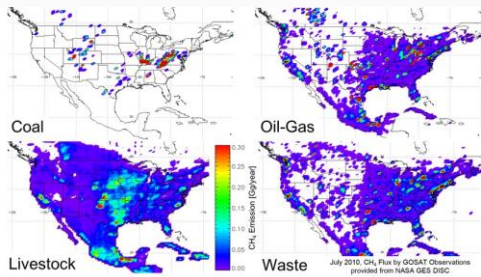 Coal
Oil-Gas
0.30
0.25
0.20
0.15
0.10
0.05
0.00
CH₄ Emission [Gg/year]
Livestock
Waste
July 2010, CH₄ Flux by GOSAT Observations
provided from NASA GES DISC